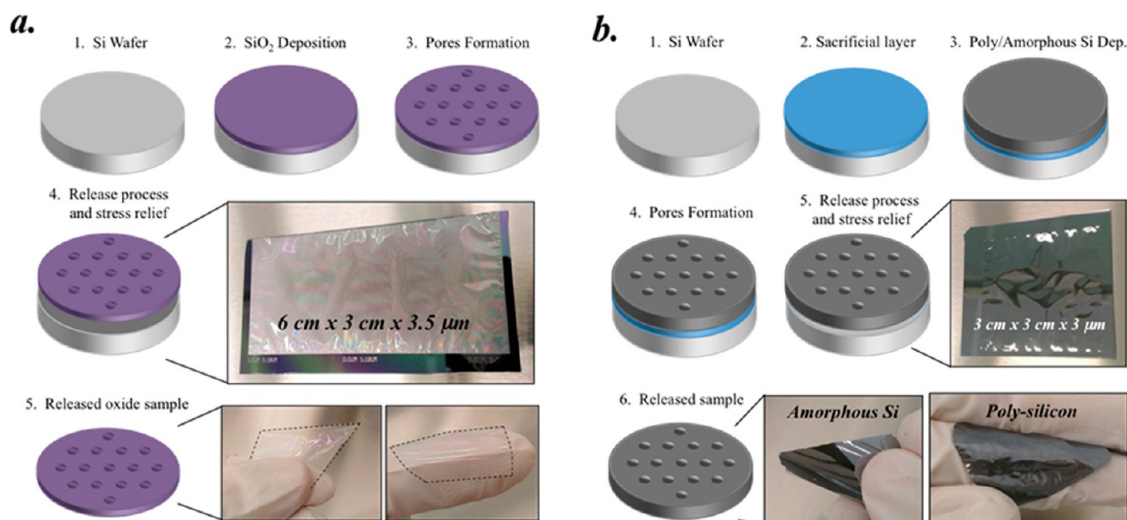 a.
1. Si Wafer
2. SiO₂ Deposition
3. Pores Formation
4. Release process
and stress relief
6 cm x 3 cm x 3.5 μm
5. Released oxide sample
b.
1. Si Wafer
2. Sacrificial layer
3. Poly/Amorphous Si Dep.
4. Pores Formation
5. Release process
and stress relief
3 cm x 3 cm x 3 μm
6. Released sample
Amorphous Si
Poly-silicon